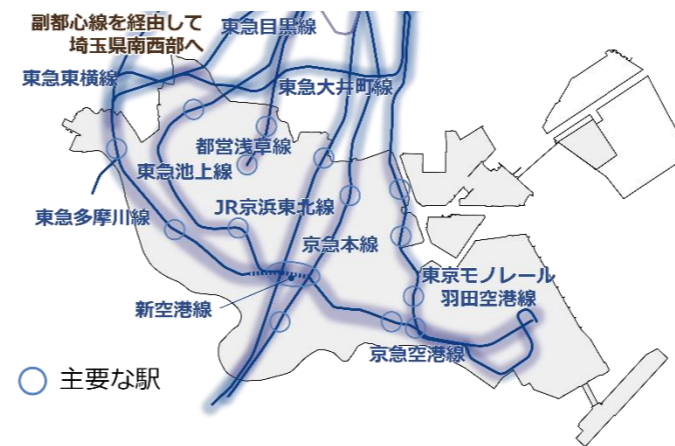 副都心線を経由して
埼玉県南西部へ
東急目黒線
東急東横線
東急大井町線
都営浅草線
東急池上線
東急多摩川線
JR京浜東北線
京急本線
新空港線
東京モノレール
羽田空港線
京急空港線
主要な駅